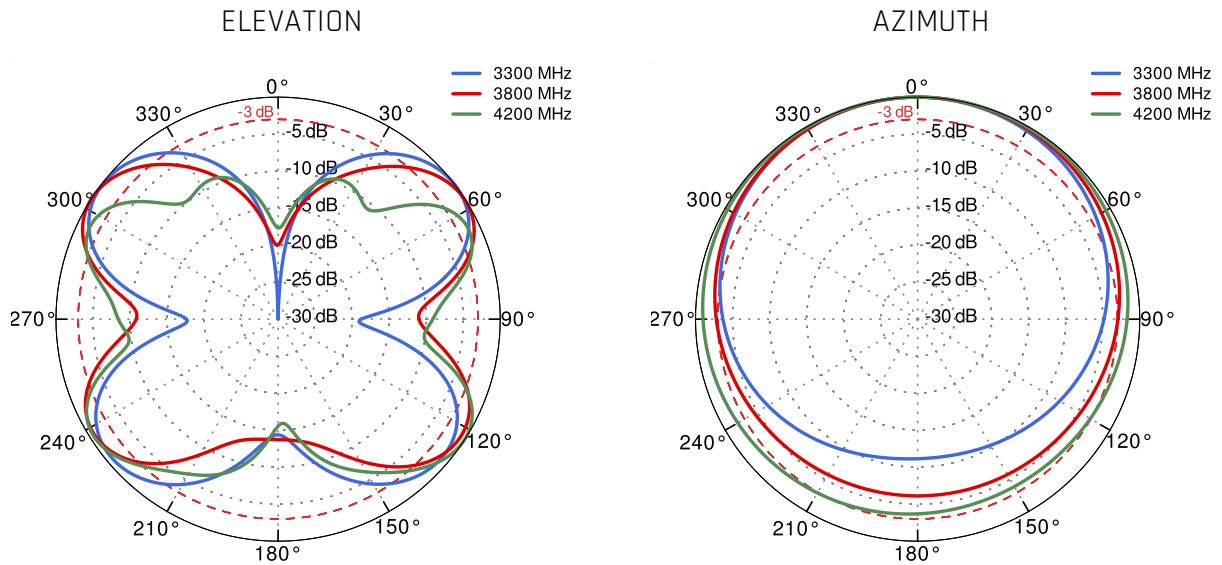 ELEVATION
3300 MHz
3800 MHz
4200 MHz
0°
330°
-3 dB
30°
-5 dB
-10 dB
300°
-15 dB
60°
-20 dB
-25 dB
270°
-30 dB
90°
240°
120°
210°
150°
180°
AZIMUTH
3300 MHz
3800 MHz
4200 MHz
0°
330°
-3 dB
30°
-5 dB
-10 dB
300°
-15 dB
60°
-20 dB
-25 dB
270°
-30 dB
90°
240°
120°
210°
150°
180°